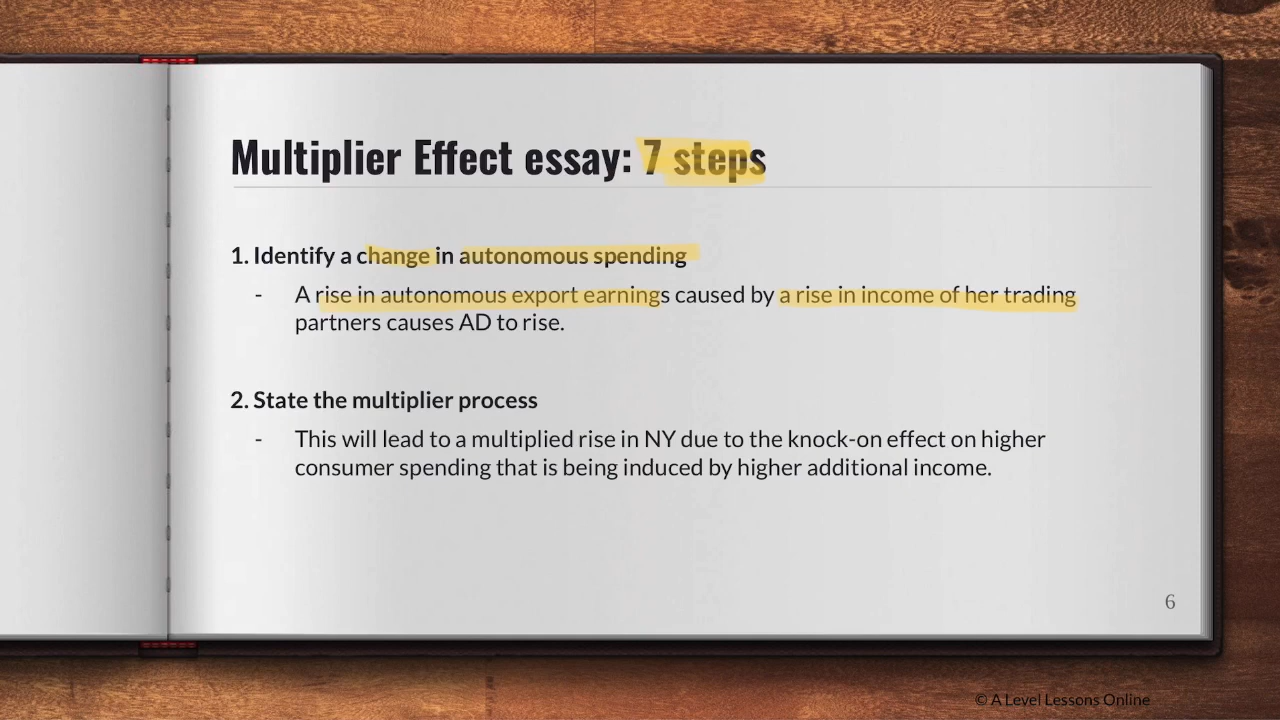 Multiplier Effect essay: 7 steps
1. Identify a change in autonomous spending
- A rise in autonomous export earnings caused by a rise in income of her trading
partners causes AD to rise.
2. State the multiplier process
- This will lead to a multiplied rise in NY due to the knock-on effect on higher
consumer spending that is being induced by higher additional income.
6
© A Level Lessons Online